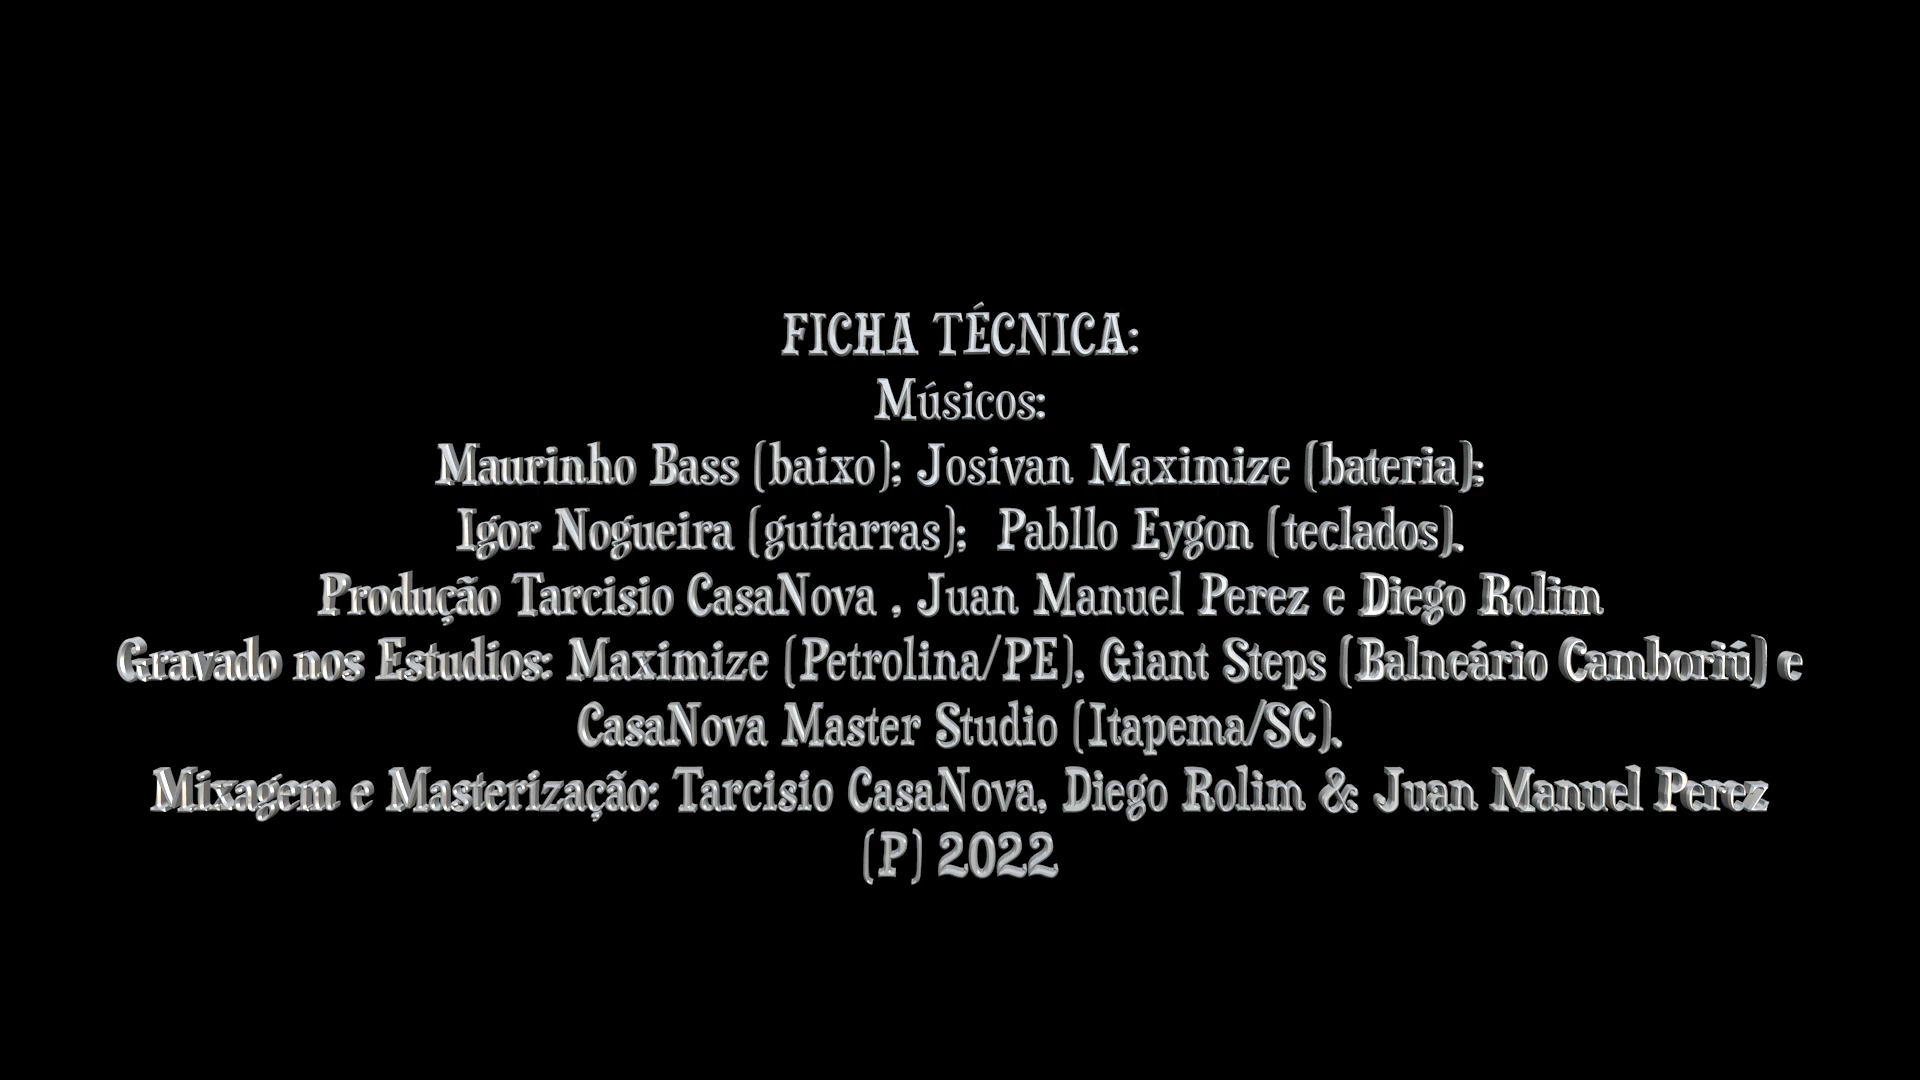 FICHA TÉCNICA:
Músicos:
Maurinho Bass (baixo); Josivan Maximize (bateria);
Igor Nogueira (guitarras); Pabllo Eygon (teclados).
Produção Tarcisio CasaNova , Juan Manuel Perez e Diego Rolim
Gravado nos Estudios: Maximize (Petrolina/PE), Giant Steps (Balneário Camboriú) e
CasaNova Master Studio (Itapema/SC).
Mixagem e Masterização: Tarcisio CasaNova, Diego Rolim & Juan Manuel Perez
(P) 2022